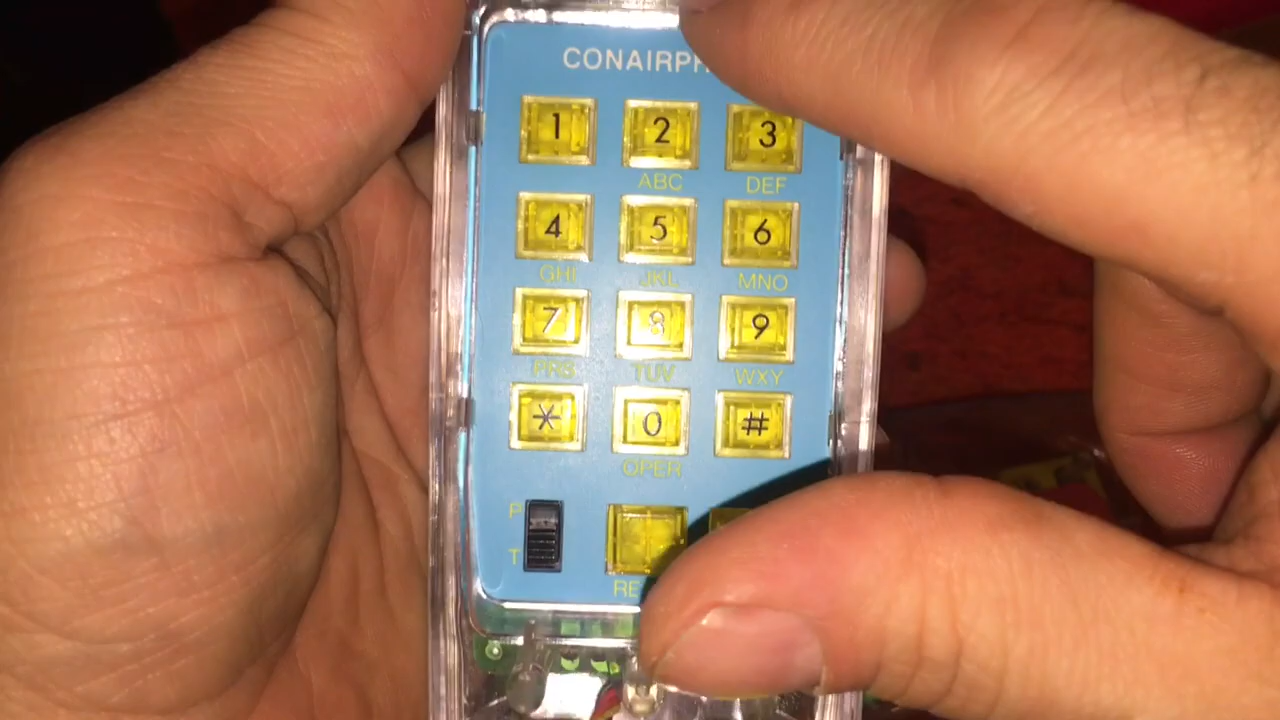 CONAIRPH
1 2 3
ABC DEF
4 5 6
GHI JKL MNO
7 8 9
PRS TUV WXY
* 0 #
OPER
P
T
RE